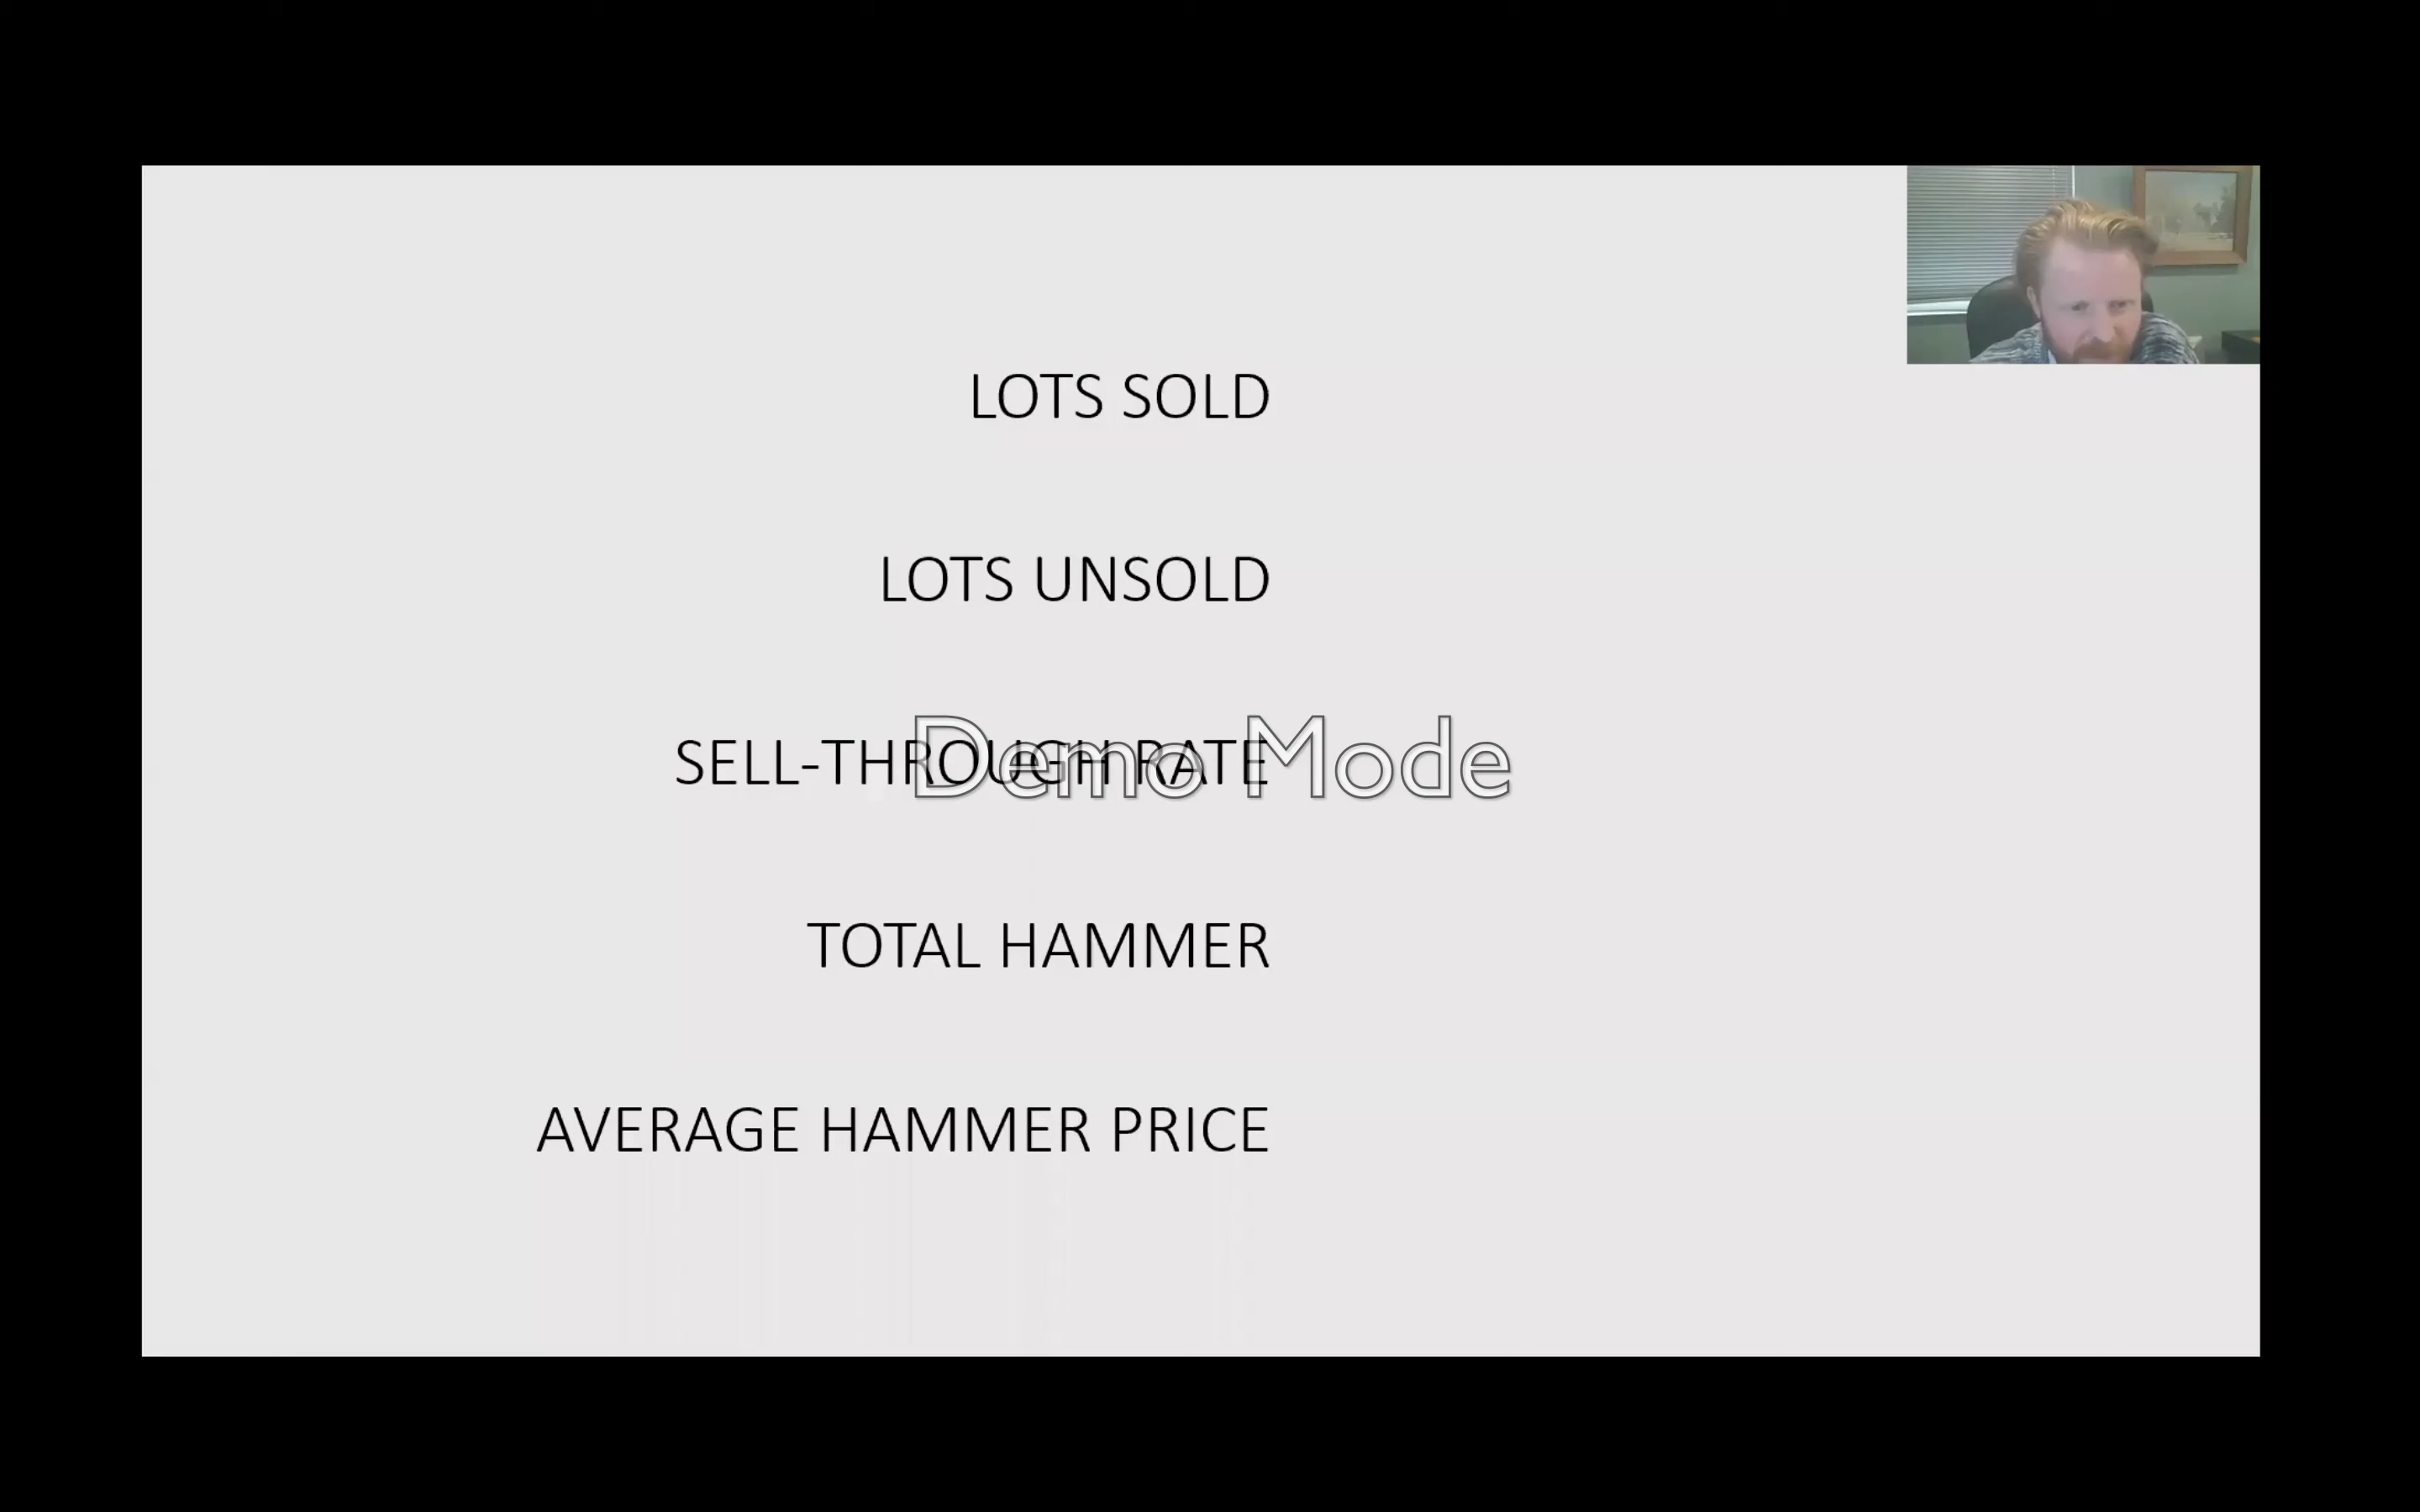 LOTS SOLD
LOTS UNSOLD
SELL-THROUGH RATE
Demo Mode
TOTAL HAMMER
AVERAGE HAMMER PRICE